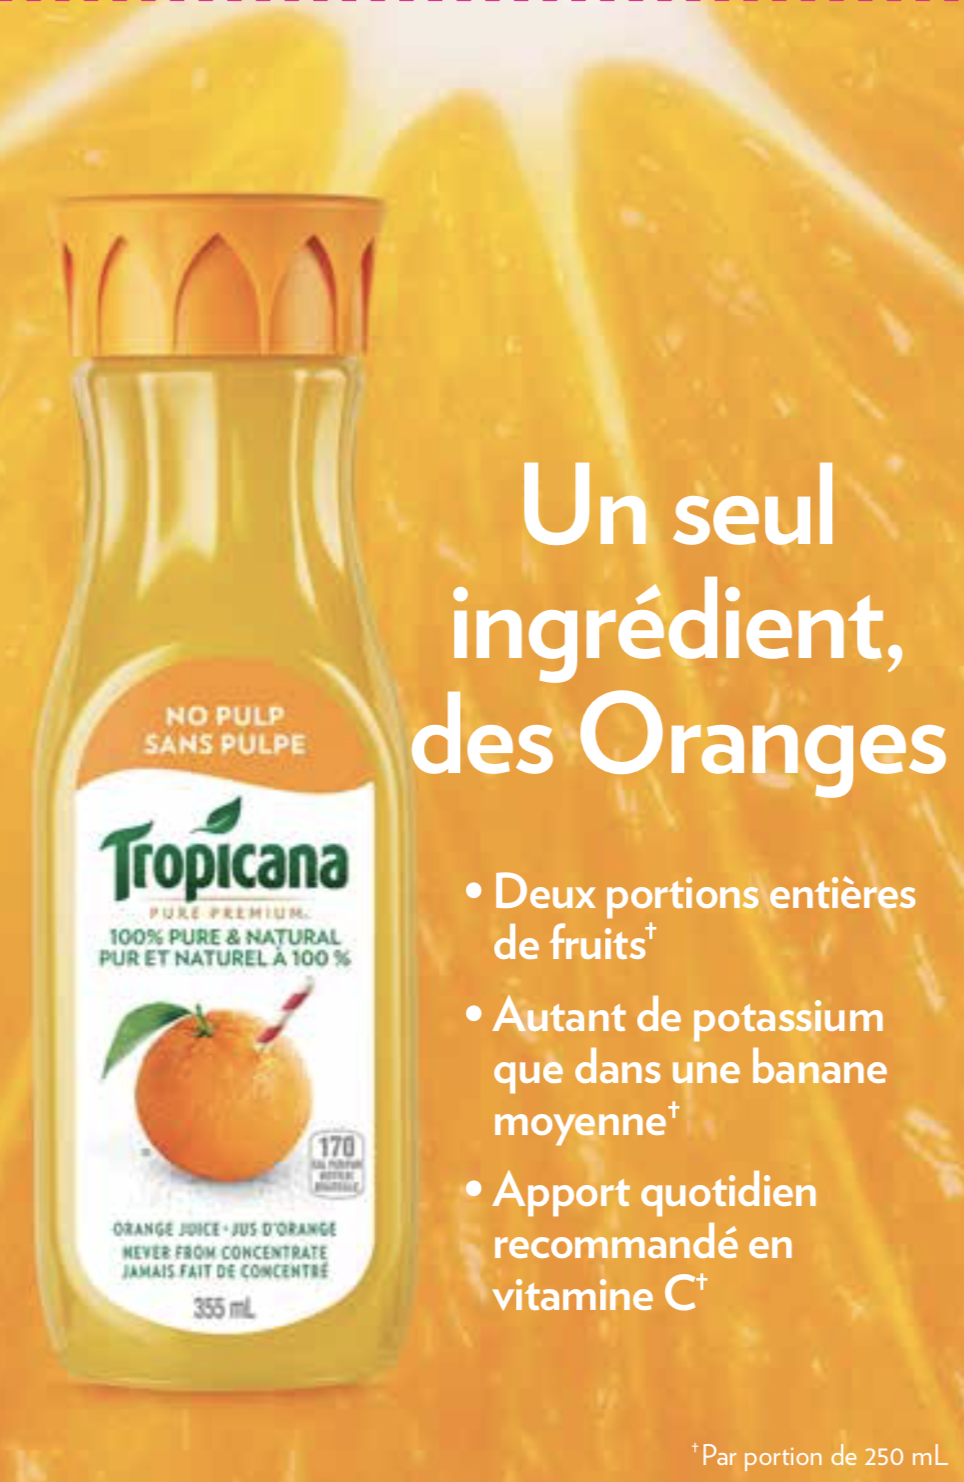 Un seul
ingrédient,
des Oranges
• Deux portions entières
de fruits†
• Autant de potassium
que dans une banane
moyenne†
• Apport quotidien
recommandé en
vitamine C†
†Par portion de 250 mL
NO PULP
SANS PULPE
Tropicana
PURE PREMIUM.
100% PURE & NATURAL
PUR ET NATUREL À 100 %
170
ORANGE JUICE • JUS D'ORANGE
NEVER FROM CONCENTRATE
JAMAIS FAIT DE CONCENTRÉ
355 mL